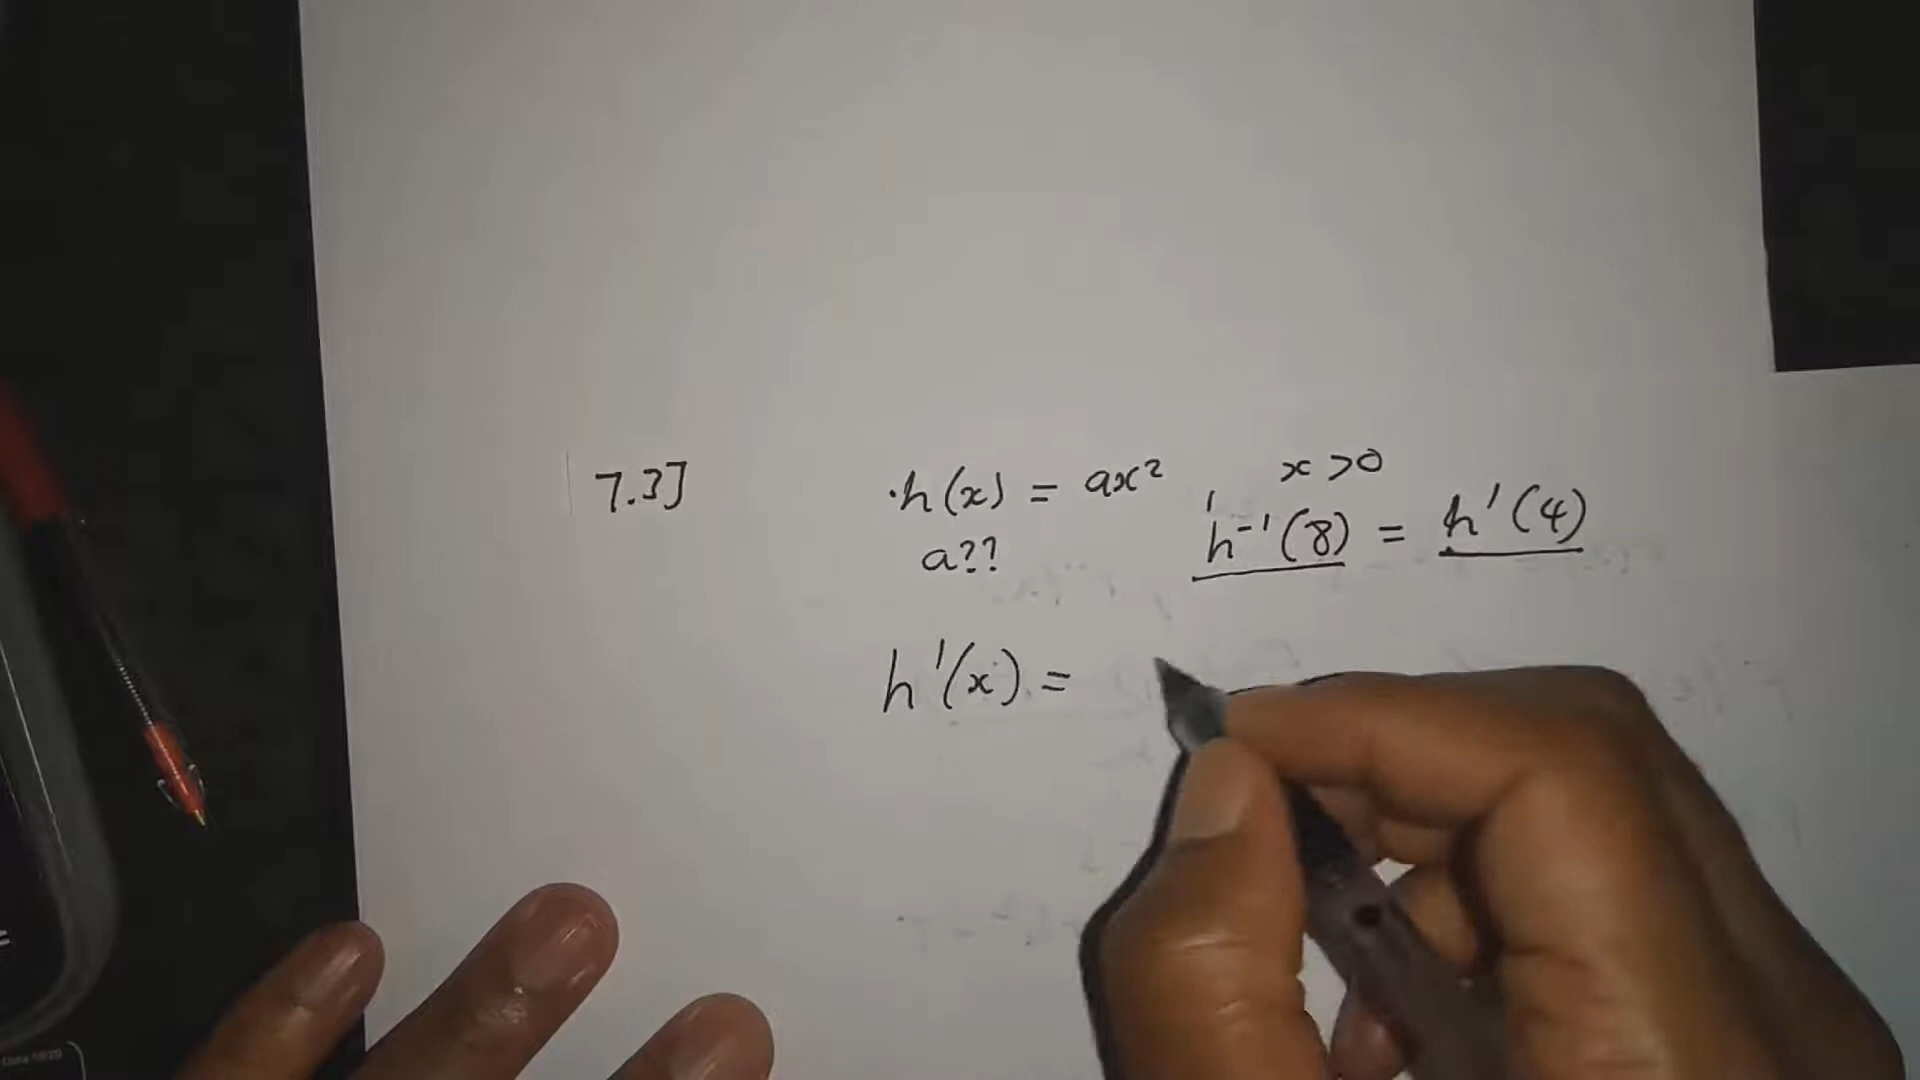 7.3] ·h(x) = ax² x>0
a?? h⁻¹(8) = h'(4)
h'(x) =